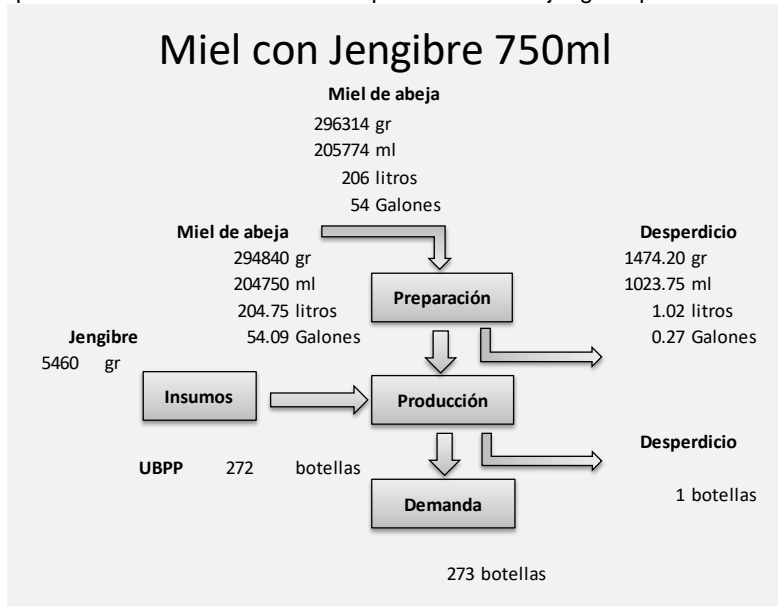 Miel con Jengibre 750ml
Miel de abeja
296314 gr
205774 ml
206 litros
54 Galones
Miel de abeja
294840 gr
204750 ml
204.75 litros
54.09 Galones
Desperdicio
1474.20 gr
1023.75 ml
1.02 litros
0.27 Galones
Preparación
Jengibre
5460 gr
Insumos
Producción
Desperdicio
1 botellas
UBPP 272 botellas
Demanda
273 botellas